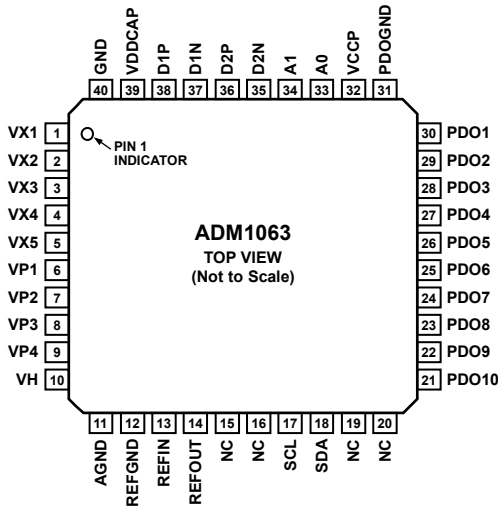 GND
VDDCAP
D1P
D1N
D2P
D2N
A1
A0
VCCP
PDOGND
40
39
38
37
36
35
34
33
32
31
VX1 1
VX2 2
VX3 3
VX4 4
VX5 5
VP1 6
VP2 7
VP3 8
VP4 9
VH 10
PIN 1
INDICATOR
ADM1063
TOP VIEW
(Not to Scale)
30 PDO1
29 PDO2
28 PDO3
27 PDO4
26 PDO5
25 PDO6
24 PDO7
23 PDO8
22 PDO9
21 PDO10
11
12
13
14
15
16
17
18
19
20
AGND
REFGND
REFIN
REFOUT
NC
NC
SCL
SDA
NC
NC